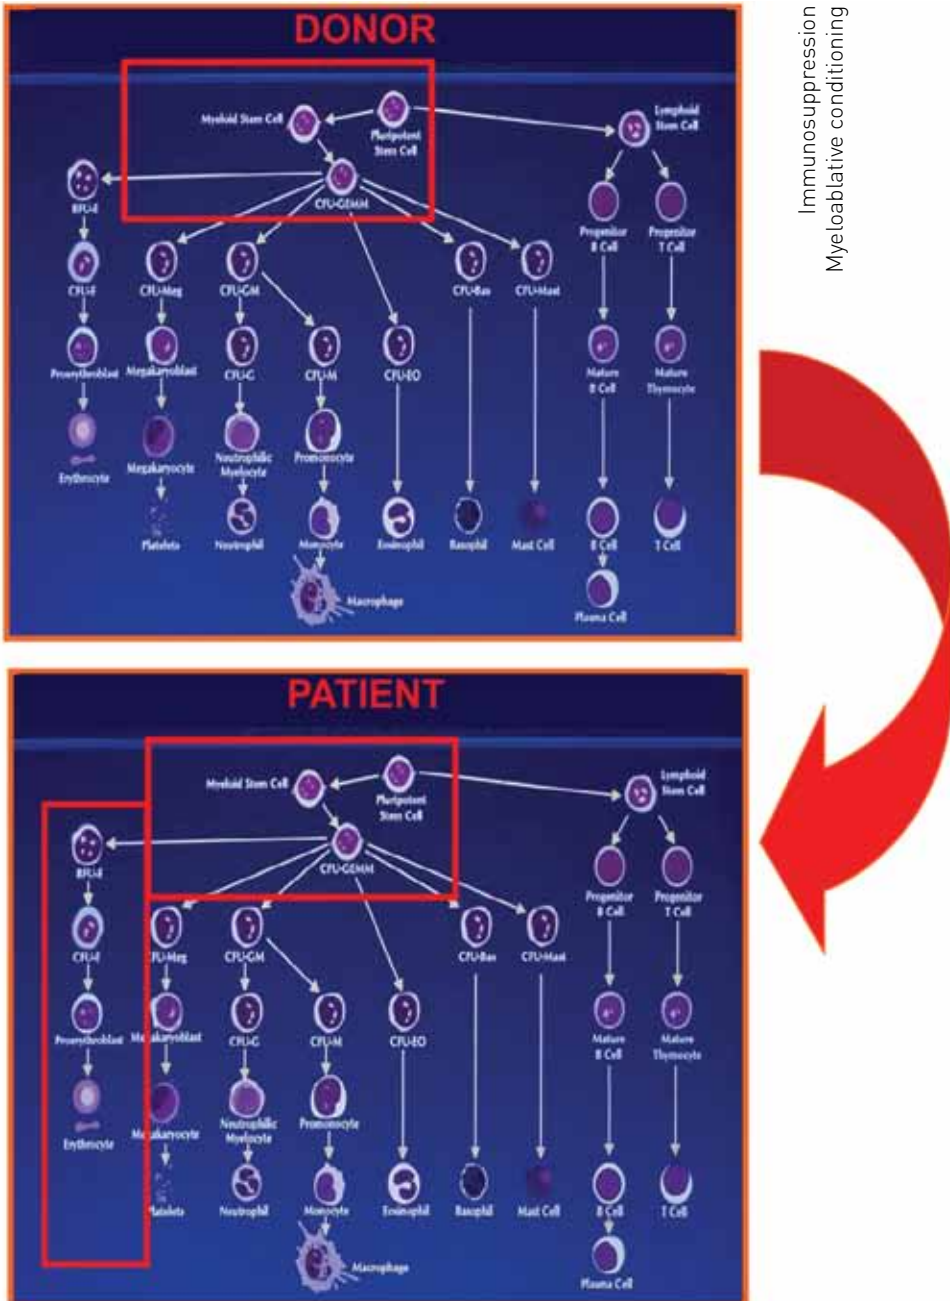 DONOR
Immunosuppression
Myeloablative conditioning
Myeloid Stem Cell
Pluripotent
Stem Cell
Lymphoid
Stem Cell
CFU-GEMM
BFU-E
Progenitor
B Cell
Progenitor
T Cell
CFU-E
CFU-Meg
CFU-GM
CFU-Bas
CFU-Mast
Proerythroblast
Megakaryoblast
CFU-G
CFU-M
CFU-EO
Mature
B Cell
Mature
Thymocyte
Erythrocyte
Megakaryocyte
Neutrophilic
Myelocyte
Promonocyte
Platelets
Neutrophil
Monocyte
Eosinophil
Basophil
Mast Cell
B Cell
T Cell
Macrophage
Plasma Cell
PATIENT
Myeloid Stem Cell
Pluripotent
Stem Cell
Lymphoid
Stem Cell
CFU-GEMM
BFU-E
Progenitor
B Cell
Progenitor
T Cell
CFU-E
CFU-Meg
CFU-GM
CFU-Bas
CFU-Mast
Proerythroblast
Megakaryoblast
CFU-G
CFU-M
CFU-EO
Mature
B Cell
Mature
Thymocyte
Erythrocyte
Megakaryocyte
Neutrophilic
Myelocyte
Promonocyte
Platelets
Neutrophil
Monocyte
Eosinophil
Basophil
Mast Cell
B Cell
T Cell
Macrophage
Plasma Cell